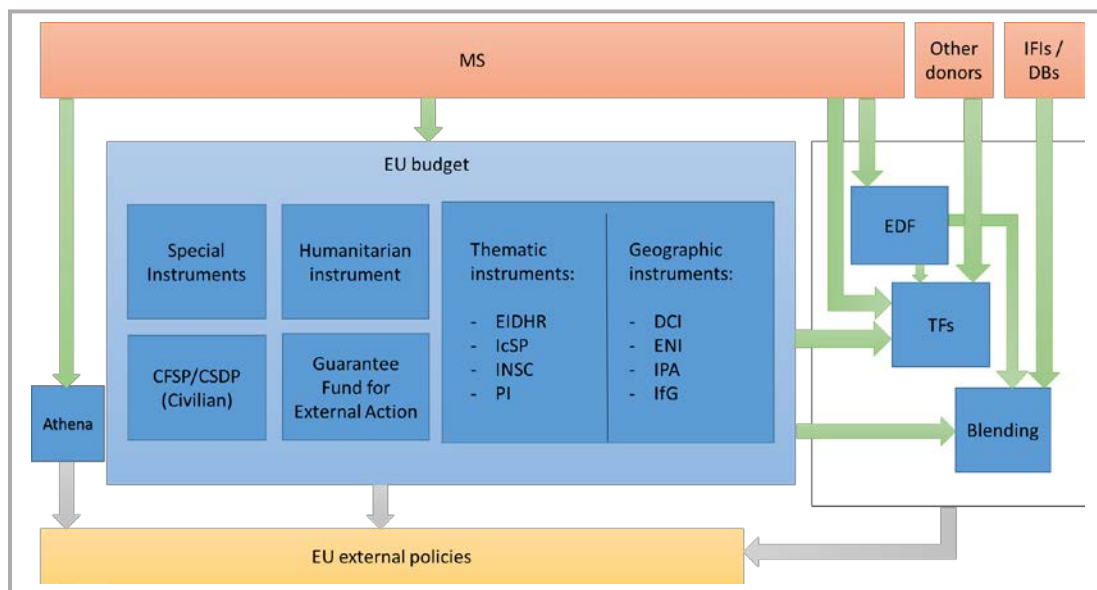 MS
Other
donors
IFIs /
DBs
EU budget
Special
Instruments
Humanitarian
instrument
Thematic
instruments:
- EIDHR
- IcSP
- INSC
- PI
Geographic
instruments:
- DCI
- ENI
- IPA
- IfG
CFSP/CSDP
(Civilian)
Guarantee
Fund for
External Action
EDF
TFs
Blending
Athena
EU external policies